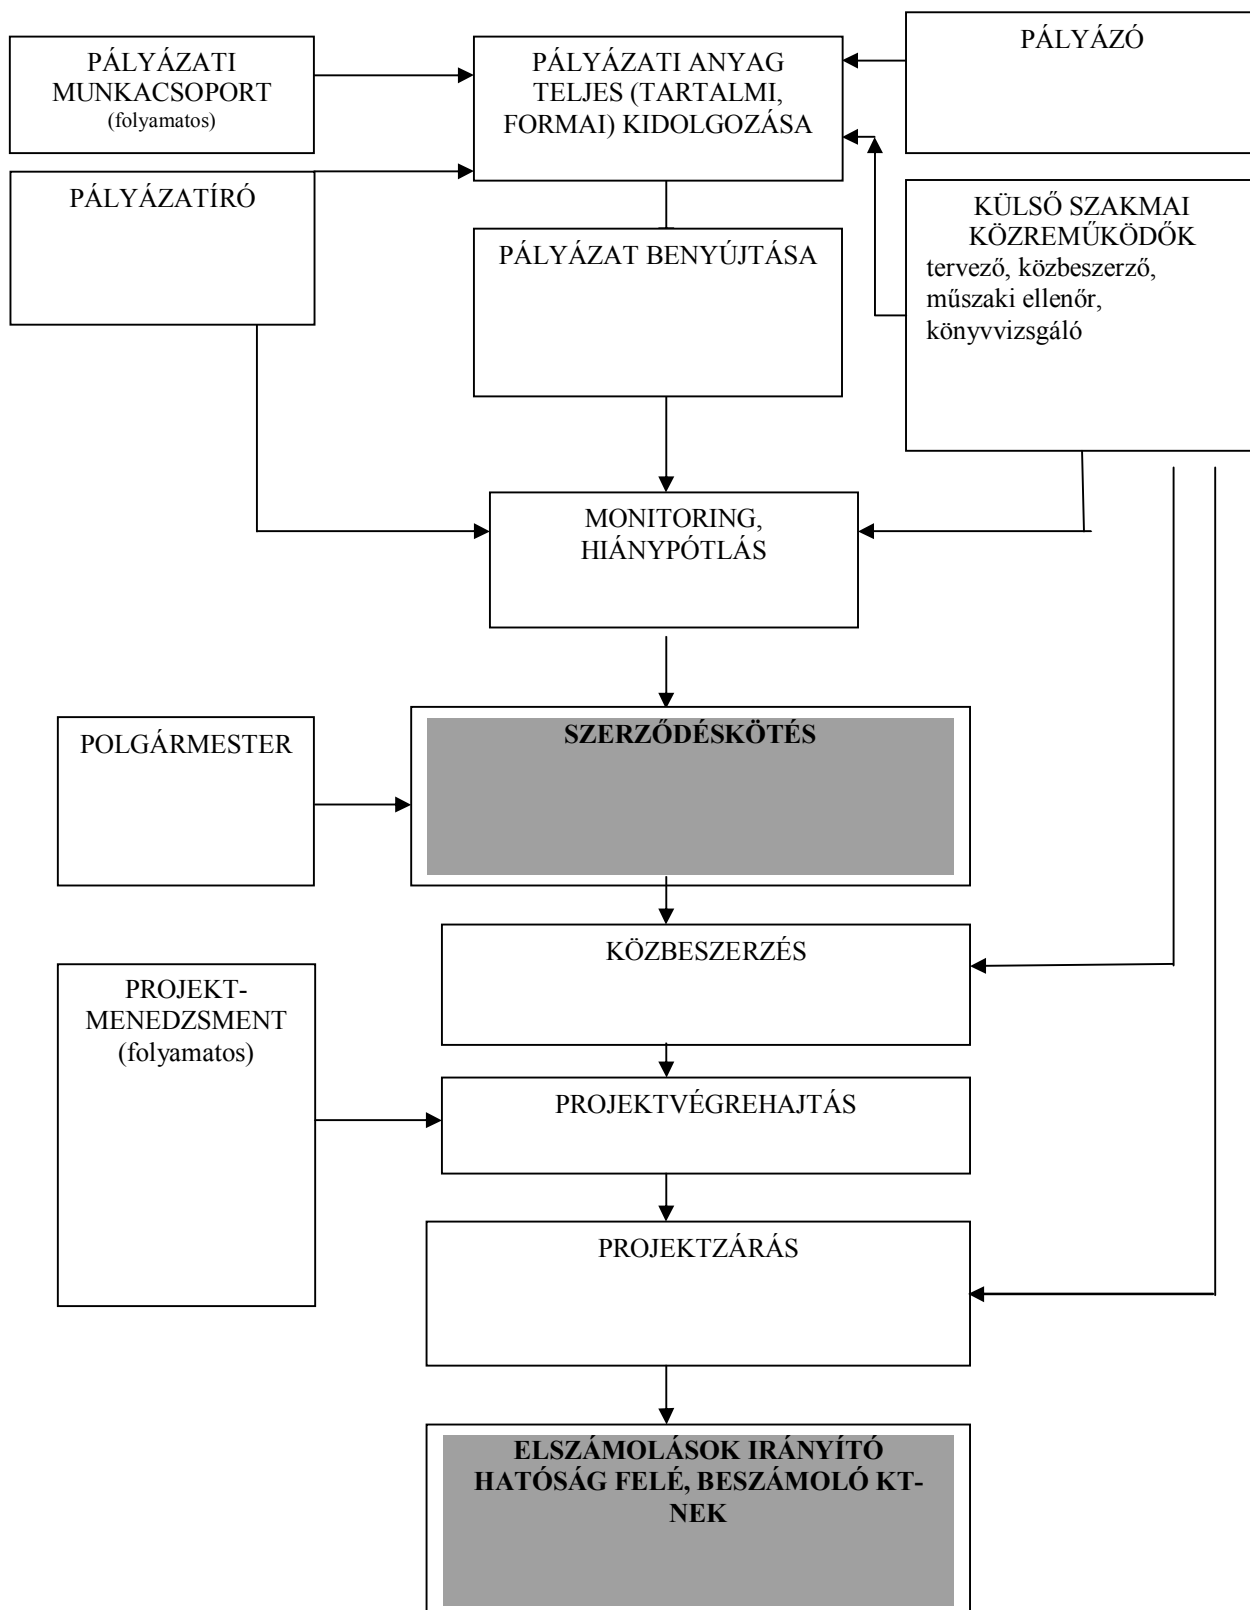 PÁLYÁZATI
MUNKACSOPORT
(folyamatos)
PÁLYÁZATI ANYAG
TELJES (TARTALMI,
FORMAI) KIDOLGOZÁSA
PÁLYÁZÓ
PÁLYÁZATÍRÓ
PÁLYÁZAT BENYÚJTÁSA
KÜLSŐ SZAKMAI
KÖZREMŰKÖDŐK
tervező, közbeszerző,
műszaki ellenőr,
könyvvizsgáló
MONITORING,
HIÁNYPÓTLÁS
POLGÁRMESTER
SZERZŐDÉSKÖTÉS
KÖZBESZERZÉS
PROJEKT-
MENEDZSMENT
(folyamatos)
PROJEKTVÉGREHAJTÁS
PROJEKTZÁRÁS
ELSZÁMOLÁSOK IRÁNYÍTÓ
HATÓSÁG FELÉ, BESZÁMOLÓ KT-
NEK